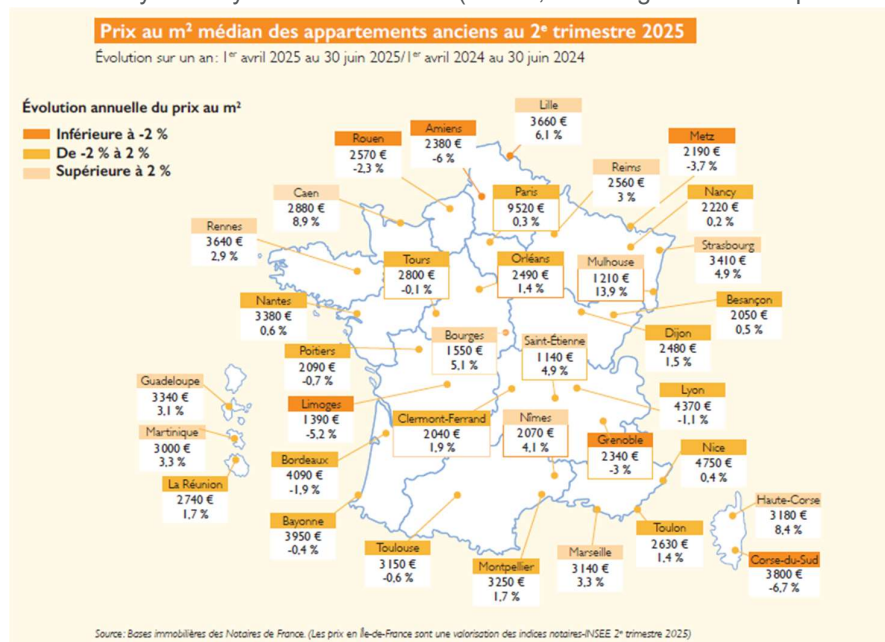 Prix au m² médian des appartements anciens au 2e trimestre 2025
Évolution sur un an : 1er avril 2025 au 30 juin 2025/1er avril 2024 au 30 juin 2024
Évolution annuelle du prix au m²
Inférieure à -2 %
De -2 % à 2 %
Supérieure à 2 %
Lille
3660 €
6,1 %
Amiens
2380 €
-6 %
Rouen
2570 €
-2,3 %
Metz
2190 €
-3,7 %
Reims
2560 €
3 %
Caen
2880 €
8,9 %
Paris
9520 €
0,3 %
Nancy
2220 €
0,2 %
Rennes
3640 €
2,9 %
Strasbourg
3410 €
4,9 %
Tours
2800 €
-0,1 %
Orléans
2490 €
1,4 %
Mulhouse
1210 €
13,9 %
Nantes
3380 €
0,6 %
Besançon
2050 €
0,5 %
Bourges
1550 €
5,1 %
Saint-Étienne
1140 €
4,9 %
Dijon
2480 €
1,5 %
Poitiers
2090 €
-0,7 %
Guadeloupe
3340 €
3,1 %
Lyon
4370 €
-1,1 %
Limoges
1390 €
-5,2 %
Clermont-Ferrand
2040 €
1,9 %
Nîmes
2070 €
4,1 %
Martinique
3000 €
3,3 %
Grenoble
2340 €
-3 %
Nice
4750 €
0,4 %
Bordeaux
4090 €
-1,9 %
La Réunion
2740 €
1,7 %
Haute-Corse
3180 €
8,4 %
Bayonne
3950 €
-0,4 %
Toulouse
3150 €
-0,6 %
Montpellier
3250 €
1,7 %
Marseille
3140 €
3,3 %
Toulon
2630 €
1,4 %
Corse-du-Sud
3800 €
-6,7 %
Source : Bases immobilières des Notaires de France. (Les prix en Île-de-France sont une valorisation des indices notaires-INSEE 2e trimestre 2025)